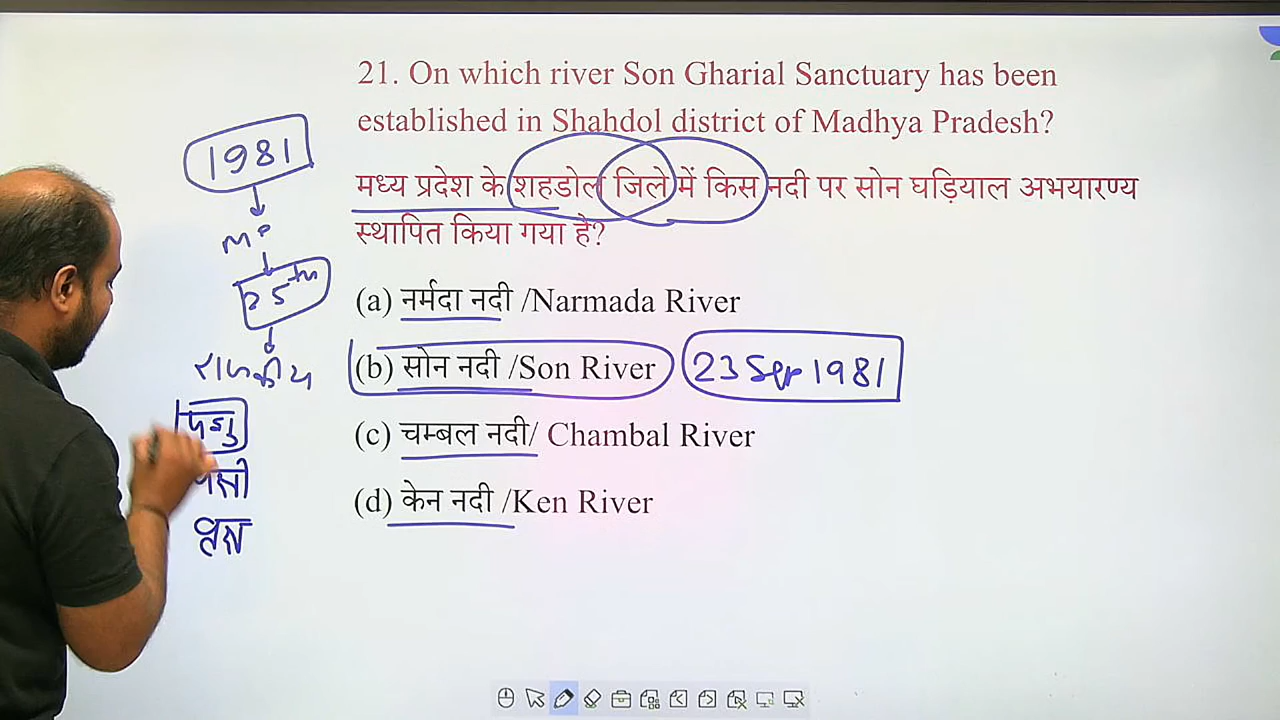 21. On which river Son Gharial Sanctuary has been
established in Shahdol district of Madhya Pradesh?
मध्य प्रदेश के शहडोल जिले में किस नदी पर सोन घड़ियाल अभयारण्य
स्थापित किया गया है?
(a) नर्मदा नदी /Narmada River
(b) सोन नदी /Son River
23 Sep 1981
(c) चम्बल नदी/ Chambal River
(d) केन नदी /Ken River
1981
MP
25th
राजकीय
पशु